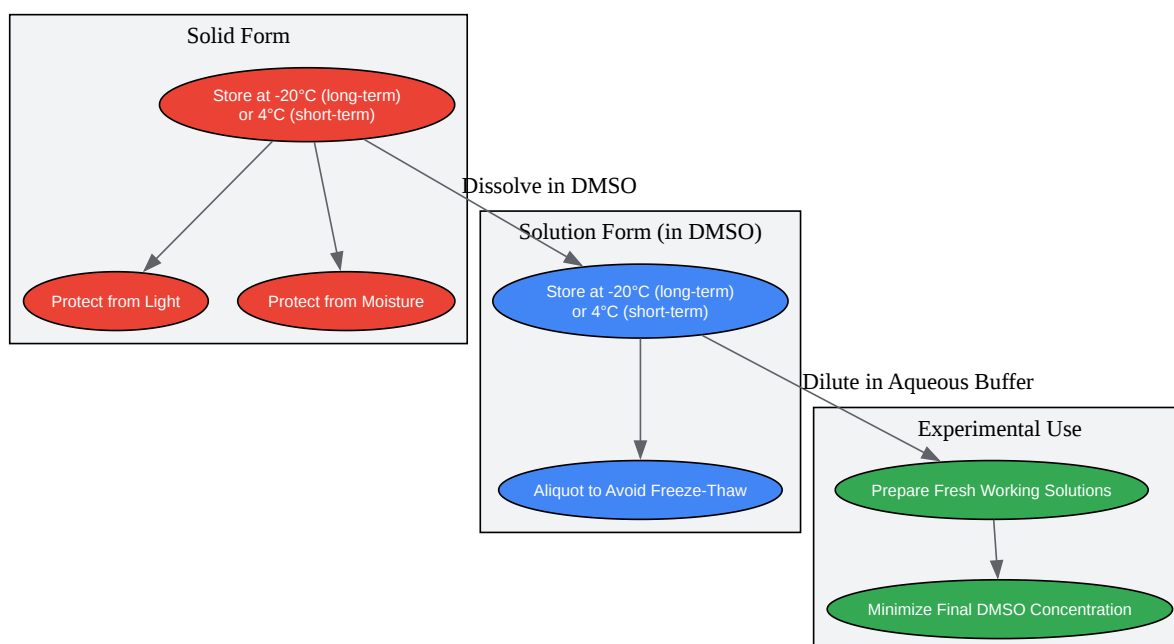 Solid Form
Store at -20°C (long-term)
or 4°C (short-term)
Protect from Light
Protect from Moisture
Dissolve in DMSO
Solution Form (in DMSO)
Store at -20°C (long-term)
or 4°C (short-term)
Aliquot to Avoid Freeze-Thaw
Dilute in Aqueous Buffer
Experimental Use
Prepare Fresh Working Solutions
Minimize Final DMSO Concentration